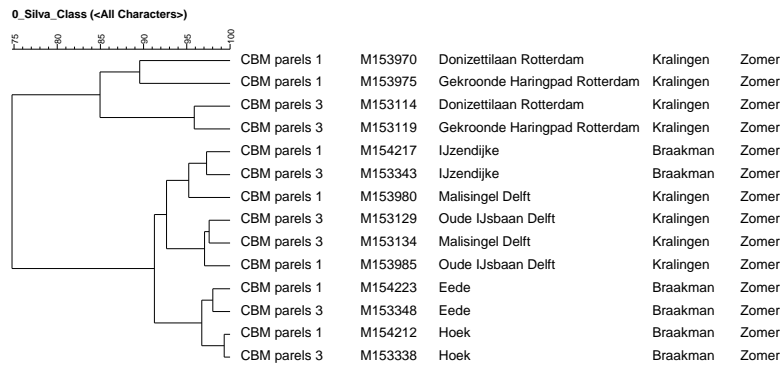 0_Silva_Class (<All Characters>)
75 80 85 90 95 100
CBM parels 1 M153970 Donizettilaan Rotterdam Kralingen Zomer
CBM parels 1 M153975 Gekroonde Haringpad Rotterdam Kralingen Zomer
CBM parels 3 M153114 Donizettilaan Rotterdam Kralingen Zomer
CBM parels 3 M153119 Gekroonde Haringpad Rotterdam Kralingen Zomer
CBM parels 1 M154217 IJzendijke Braakman Zomer
CBM parels 3 M153343 IJzendijke Braakman Zomer
CBM parels 1 M153980 Malisingel Delft Kralingen Zomer
CBM parels 3 M153129 Oude IJsbaan Delft Kralingen Zomer
CBM parels 3 M153134 Malisingel Delft Kralingen Zomer
CBM parels 1 M153985 Oude IJsbaan Delft Kralingen Zomer
CBM parels 1 M154223 Eede Braakman Zomer
CBM parels 3 M153348 Eede Braakman Zomer
CBM parels 1 M154212 Hoek Braakman Zomer
CBM parels 3 M153338 Hoek Braakman Zomer